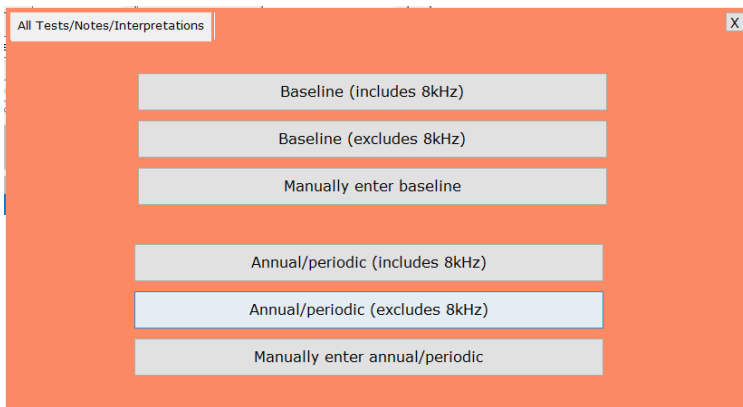 All Tests/Notes/Interpretations
X
Baseline (includes 8kHz)
Baseline (excludes 8kHz)
Manually enter baseline
Annual/periodic (includes 8kHz)
Annual/periodic (excludes 8kHz)
Manually enter annual/periodic